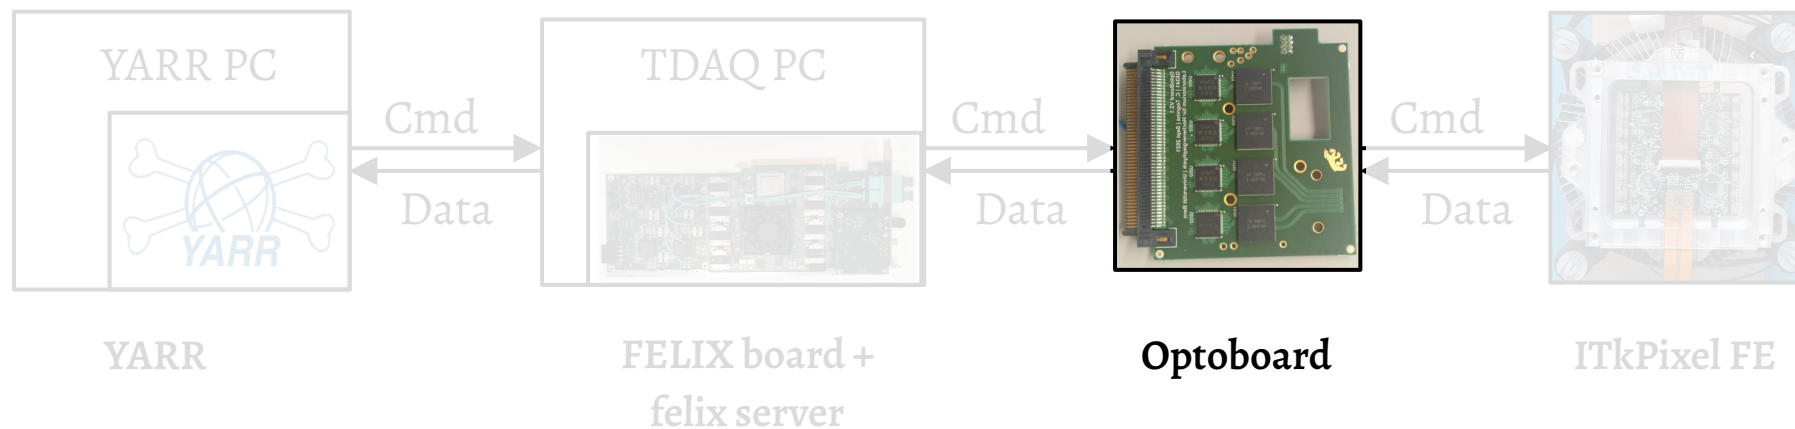 YARR PC
TDAQ PC
Cmd
Cmd
Cmd
Data
Data
Data
YARR
YARR
FELIX board +
felix server
Optoboard
ITkPixel FE